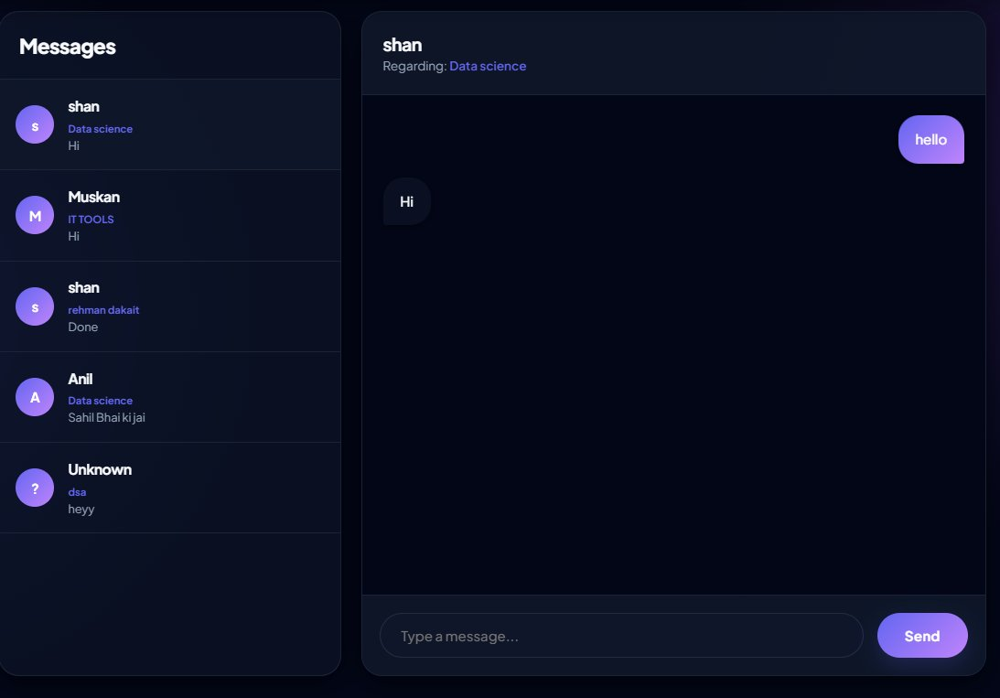 Messages
s
shan
Data science
Hi
M
Muskan
IT TOOLS
Hi
s
shan
rehman dakait
Done
A
Anil
Data science
Sahil Bhai ki jai
?
Unknown
dsa
heyy
shan
Regarding: Data science
hello
Hi
Type a message...
Send